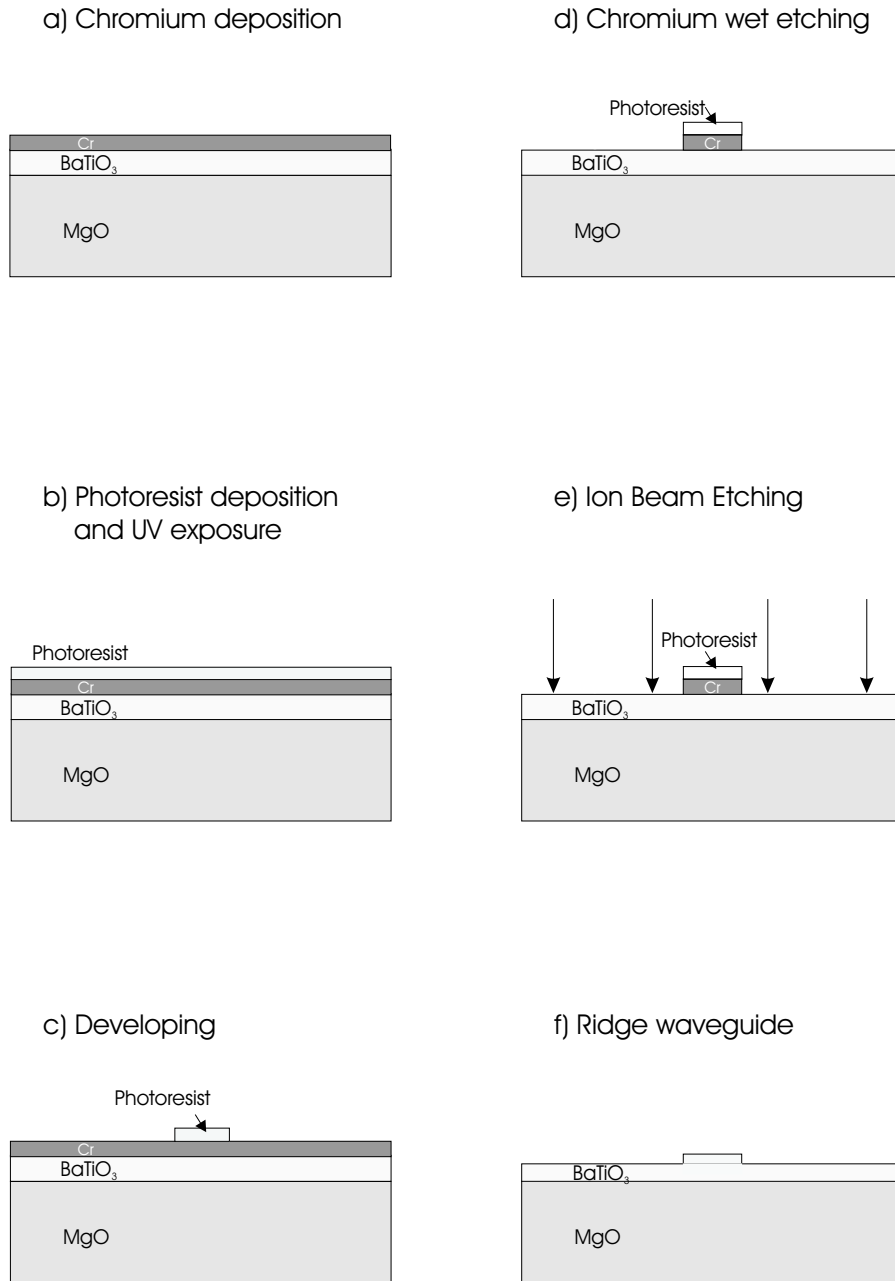 a) Chromium deposition
Cr
BaTiO₃
MgO
b) Photoresist deposition
and UV exposure
Photoresist
Cr
BaTiO₃
MgO
c) Developing
Photoresist
Cr
BaTiO₃
MgO
d) Chromium wet etching
Photoresist
Cr
BaTiO₃
MgO
e) Ion Beam Etching
Photoresist
Cr
BaTiO₃
MgO
f) Ridge waveguide
BaTiO₃
MgO